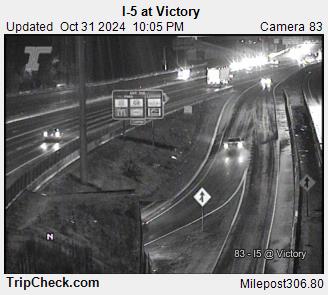 I-5 at Victory
Updated Oct 31 2024 10:05 PM Camera 83
T
N
83 - I5 @ Victory
TripCheck.com Milepost306.80